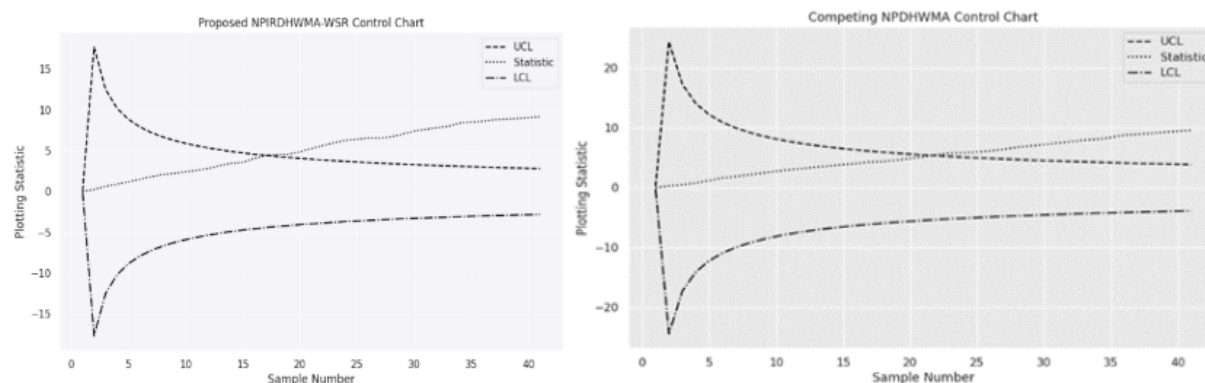 Proposed NPIRDHWMA-WSR Control Chart
UCL
Statistic
LCL
15
10
5
0
−5
−10
−15
Plotting Statistic
0 5 10 15 20 25 30 35 40
Sample Number
Competing NPDHWMA Control Chart
UCL
Statistic
LCL
20
10
0
−10
−20
Plotting Statistic
0 5 10 15 20 25 30 35 40
Sample Number